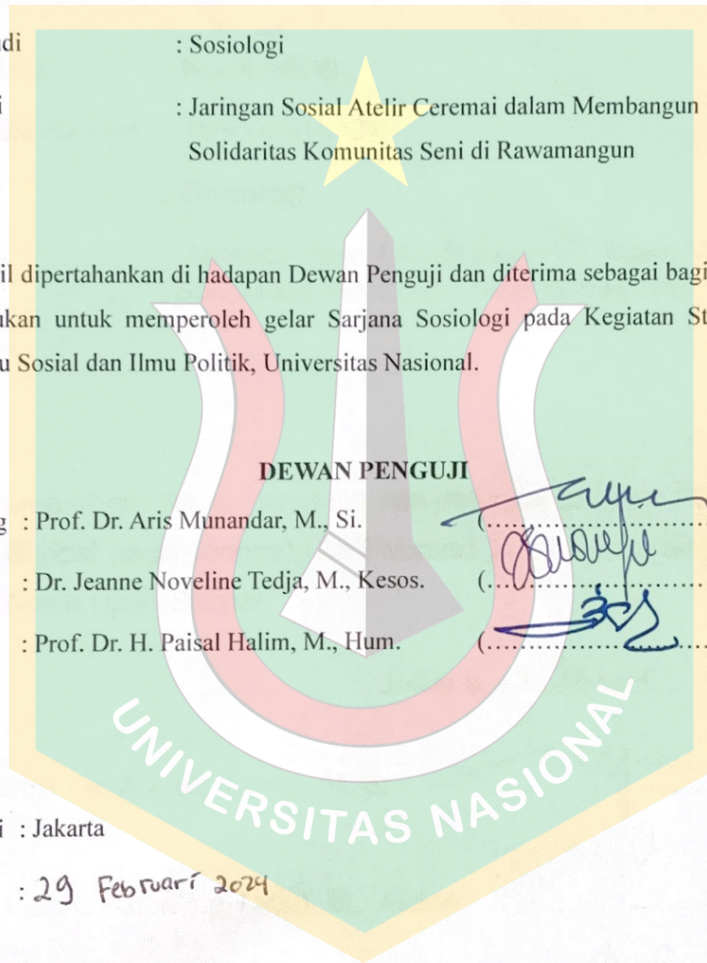 di : Sosiologi
i : Jaringan Sosial Atelir Ceremai dalam Membangun
Solidaritas Komunitas Seni di Rawamangun
il dipertahankan di hadapan Dewan Penguji dan diterima sebagai bagi
kan untuk memperoleh gelar Sarjana Sosiologi pada Kegiatan St
u Sosial dan Ilmu Politik, Universitas Nasional.
DEWAN PENGUJI
g : Prof. Dr. Aris Munandar, M., Si. (....................
: Dr. Jeanne Noveline Tedja, M., Kesos. (....................
: Prof. Dr. H. Paisal Halim, M., Hum. (....................
UNIVERSITAS NASIONAL
i : Jakarta
: 29 Februari 2024